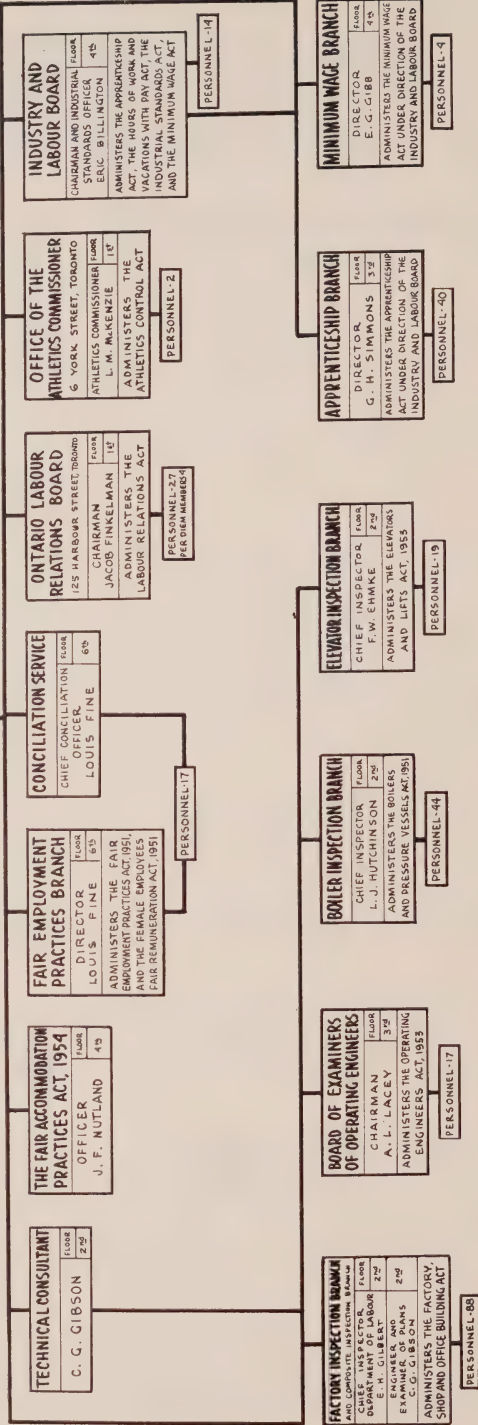 TECHNICAL CONSULTANT
C. G. GIBSON
FLOOR
2nd
THE FAIR ACCOMMODATION
PRACTICES ACT, 1954
OFFICER
J. F. NUTLAND
FLOOR
4th
FAIR EMPLOYMENT
PRACTICES BRANCH
DIRECTOR
LOUIS FINE
FLOOR
6th
ADMINISTERS THE FAIR
EMPLOYMENT PRACTICES ACT, 1951,
AND THE FEMALE EMPLOYEES
FAIR REMUNERATION ACT, 1951
CONCILIATION SERVICE
CHIEF CONCILIATION
OFFICER
LOUIS FINE
FLOOR
6th
PERSONNEL-17
ONTARIO LABOUR
RELATIONS BOARD
125 HARBOUR STREET, TORONTO
CHAIRMAN
JACOB FINKELMAN
FLOOR
1st
ADMINISTERS THE
LABOUR RELATIONS ACT
PERSONNEL-27
PER DIEM MEMBERS 4
OFFICE OF THE
ATHLETICS COMMISSIONER
6 YORK STREET, TORONTO
ATHLETICS COMMISSIONER
L. M. McKENZIE
FLOOR
1st
ADMINISTERS THE
ATHLETICS CONTROL ACT
PERSONNEL-2
INDUSTRY AND
LABOUR BOARD
CHAIRMAN AND INDUSTRIAL
STANDARDS OFFICER
ERIC BILLINGTON
FLOOR
4th
ADMINISTERS THE APPRENTICESHIP
ACT, THE HOURS OF WORK AND
VACATIONS WITH PAY ACT, THE
INDUSTRIAL STANDARDS ACT,
AND THE MINIMUM WAGE ACT
PERSONNEL-14
FACTORY INSPECTION BRANCH
AND COMPOSITE INSPECTION BRANCH
CHIEF INSPECTOR
DEPARTMENT OF LABOUR
E. H. GILBERT
FLOOR
2nd
ENGINEER AND
EXAMINER OF PLANS
C. G. GIBSON
2nd
ADMINISTERS THE FACTORY,
SHOP AND OFFICE BUILDING ACT
PERSONNEL-88
BOARD OF EXAMINERS
OF OPERATING ENGINEERS
CHAIRMAN
A. L. LACEY
FLOOR
3rd
ADMINISTERS THE OPERATING
ENGINEERS ACT, 1953
PERSONNEL-17
BOILER INSPECTION BRANCH
CHIEF INSPECTOR
L. J. HUTCHINSON
FLOOR
2nd
ADMINISTERS THE BOILERS
AND PRESSURE VESSELS ACT, 1951
PERSONNEL-44
ELEVATOR INSPECTION BRANCH
CHIEF INSPECTOR
F. W. EHMKE
FLOOR
2nd
ADMINISTERS THE ELEVATORS
AND LIFTS ACT, 1953
PERSONNEL-19
APPRENTICESHIP BRANCH
DIRECTOR
G. H. SIMMONS
FLOOR
3rd
ADMINISTERS THE APPRENTICESHIP
ACT UNDER DIRECTION OF THE
INDUSTRY AND LABOUR BOARD
PERSONNEL-40
MINIMUM WAGE BRANCH
DIRECTOR
E. G. GIBB
FLOOR
4th
ADMINISTERS THE MINIMUM WAGE
ACT UNDER DIRECTION OF THE
INDUSTRY AND LABOUR BOARD
PERSONNEL-4